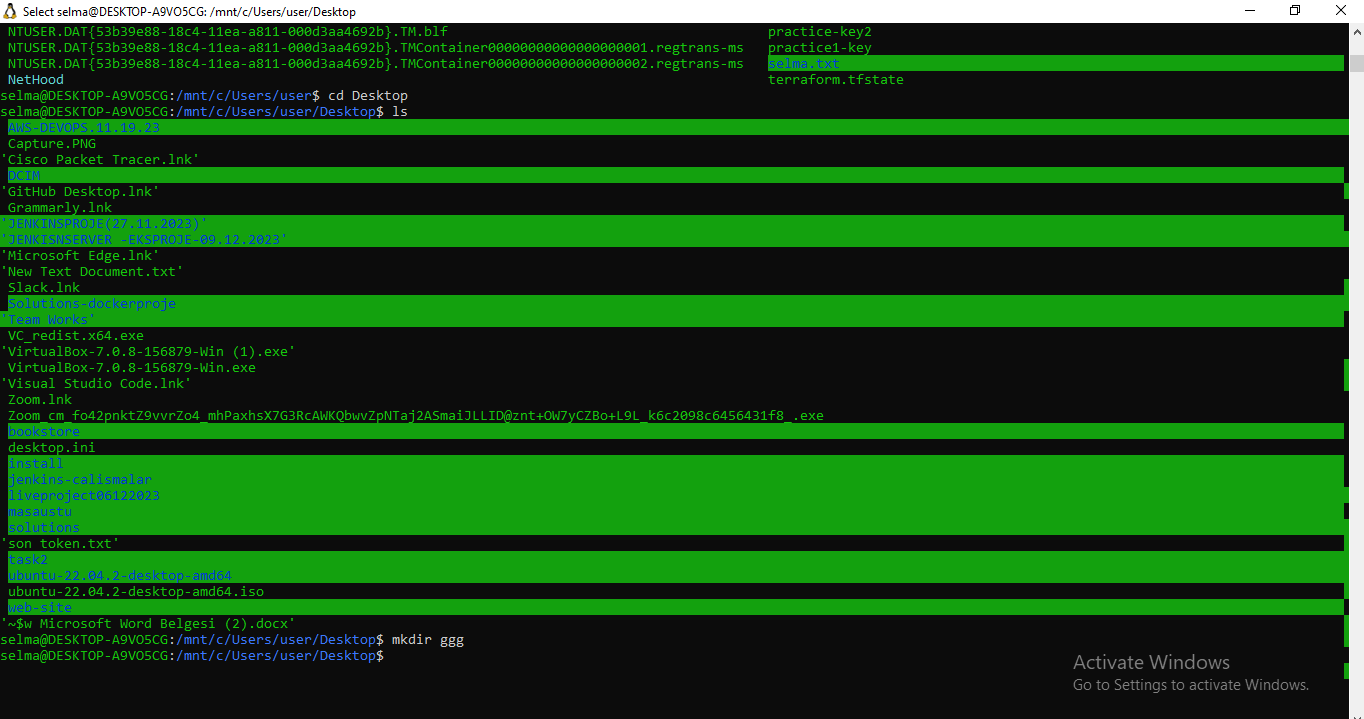 Select selma@DESKTOP-A9VO5CG: /mnt/c/Users/user/Desktop
NTUSER.DAT{53b39e88-18c4-11ea-a811-000d3aa4692b}.TM.blf practice-key2
NTUSER.DAT{53b39e88-18c4-11ea-a811-000d3aa4692b}.TMContainer00000000000000000001.regtrans-ms practice1-key
NTUSER.DAT{53b39e88-18c4-11ea-a811-000d3aa4692b}.TMContainer00000000000000000002.regtrans-ms selma.txt
NetHood terraform.tfstate
selma@DESKTOP-A9VO5CG:/mnt/c/Users/user$ cd Desktop
selma@DESKTOP-A9VO5CG:/mnt/c/Users/user/Desktop$ ls
AWS-DEVOPS.11.19.23
Capture.PNG
'Cisco Packet Tracer.lnk'
DCIM
'GitHub Desktop.lnk'
Grammarly.lnk
'JENKINSPROJE(27.11.2023)'
'JENKISNSERVER -EKSPROJE-09.12.2023'
'Microsoft Edge.lnk'
'New Text Document.txt'
Slack.lnk
Solutions-dockerproje
'Team Works'
VC_redist.x64.exe
'VirtualBox-7.0.8-156879-Win (1).exe'
VirtualBox-7.0.8-156879-Win.exe
'Visual Studio Code.lnk'
Zoom.lnk
Zoom_cm_fo42pnktZ9vvrZo4_mhPaxhsX7G3RcAWKQbwvZpNTaj2ASmaiJLLID@znt+OW7yCZBo+L9L_k6c2098c6456431f8_.exe
bookstore
desktop.ini
install
jenkins-calismalar
liveproject06122023
masaustu
solutions
'son token.txt'
task2
ubuntu-22.04.2-desktop-amd64
ubuntu-22.04.2-desktop-amd64.iso
web-site
'~$w Microsoft Word Belgesi (2).docx'
selma@DESKTOP-A9VO5CG:/mnt/c/Users/user/Desktop$ mkdir ggg
selma@DESKTOP-A9VO5CG:/mnt/c/Users/user/Desktop$
Activate Windows
Go to Settings to activate Windows.